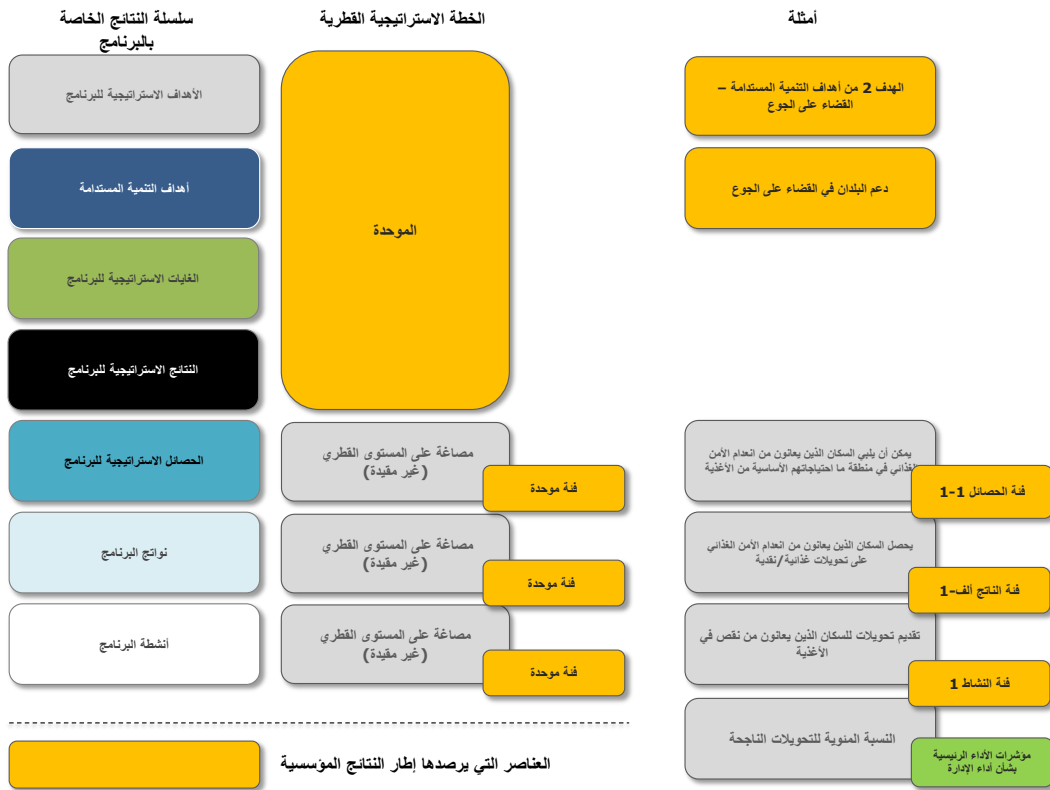 أمثلة
الخطة الاستراتيجية القطرية
سلسلة النتائج الخاصة
بالبرنامج
الهدف 2 من أهداف التنمية المستدامة –
القضاء على الجوع
الموحدة
الأهداف الاستراتيجية للبرنامج
دعم البلدان في القضاء على الجوع
أهداف التنمية المستدامة
الغايات الاستراتيجية للبرنامج
النتائج الاستراتيجية للبرنامج
يمكن أن يلبي السكان الذين يعانون من انعدام الأمن
الغذائي في منطقة ما احتياجاتهم الأساسية من الأغذية
فئة الحصائل 1-1
مصاغة على المستوى القطري
(غير مقيدة)
فئة موحدة
الحصائل الاستراتيجية للبرنامج
يحصل السكان الذين يعانون من انعدام الأمن الغذائي
على تحويلات غذائية/نقدية
فئة الناتج ألف-1
مصاغة على المستوى القطري
(غير مقيدة)
فئة موحدة
نواتج البرنامج
تقديم تحويلات للسكان الذين يعانون من نقص في
الأغذية
فئة النشاط 1
مصاغة على المستوى القطري
(غير مقيدة)
فئة موحدة
أنشطة البرنامج
النسبة المئوية للتحويلات الناجحة
مؤشرات الأداء الرئيسية
بشأن أداء الإدارة
العناصر التي يرصدها إطار النتائج المؤسسية